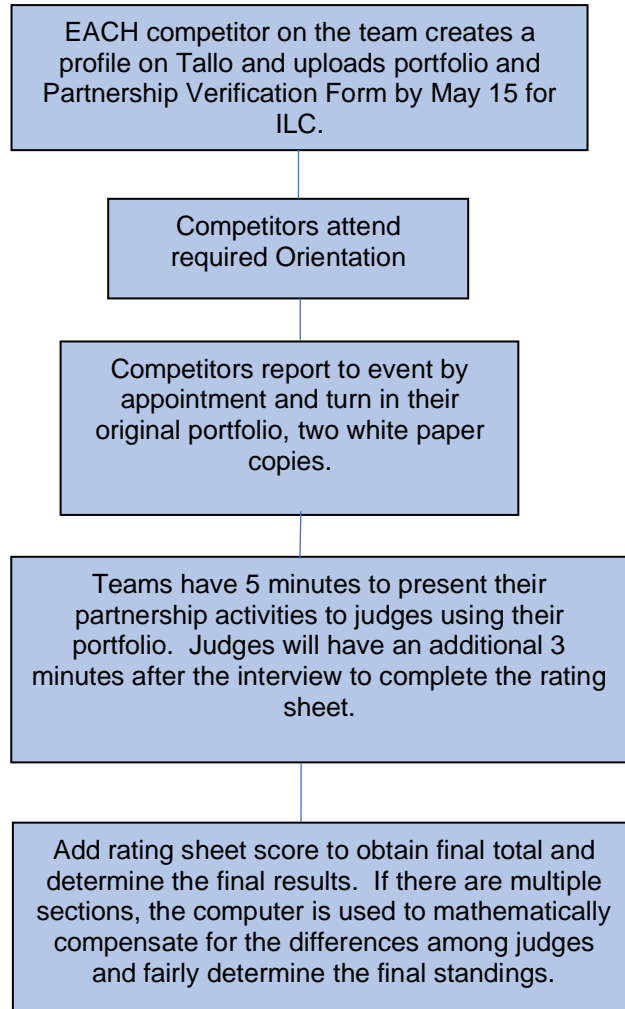 EACH competitor on the team creates a
profile on Tallo and uploads portfolio and
Partnership Verification Form by May 15 for
ILC.
Competitors attend
required Orientation
Competitors report to event by
appointment and turn in their
original portfolio, two white paper
copies.
Teams have 5 minutes to present their
partnership activities to judges using their
portfolio.  Judges will have an additional 3
minutes after the interview to complete the rating
sheet.
Add rating sheet score to obtain final total and
determine the final results.  If there are multiple
sections, the computer is used to mathematically
compensate for the differences among judges
and fairly determine the final standings.